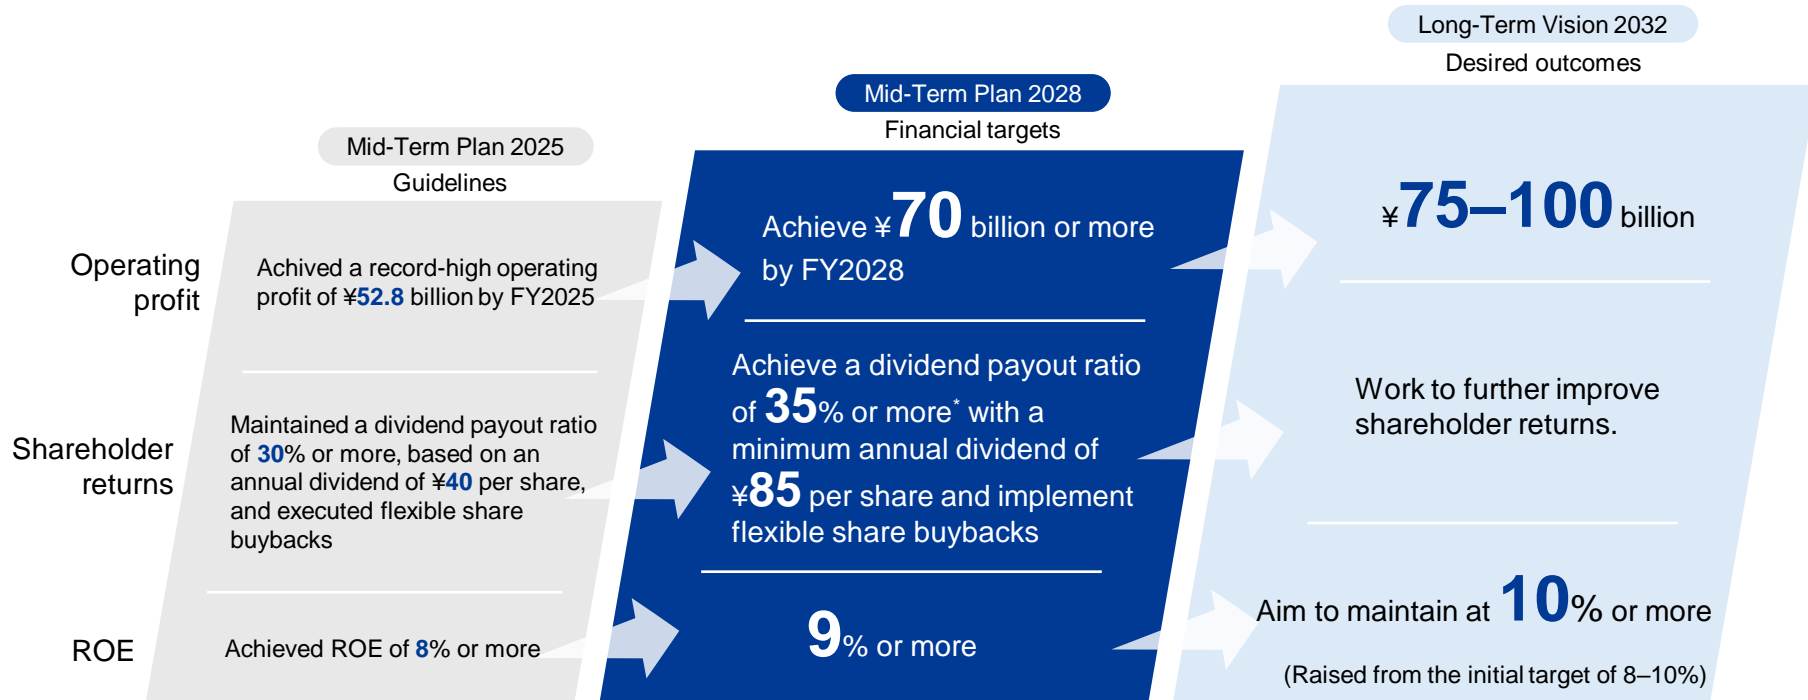 Long-Term Vision 2032
Desired outcomes
Mid-Term Plan 2028
Financial targets
Mid-Term Plan 2025
Guidelines
Operating
profit
Achived a record-high operating
profit of ¥52.8 billion by FY2025
Achieve ¥70 billion or more
by FY2028
¥75–100 billion
Shareholder
returns
Maintained a dividend payout ratio
of 30% or more, based on an
annual dividend of ¥40 per share,
and executed flexible share
buybacks
Achieve a dividend payout ratio
of 35% or more* with a
minimum annual dividend of
¥85 per share and implement
flexible share buybacks
Work to further improve
shareholder returns.
ROE
Achieved ROE of 8% or more
9% or more
Aim to maintain at 10% or more
(Raised from the initial target of 8–10%)